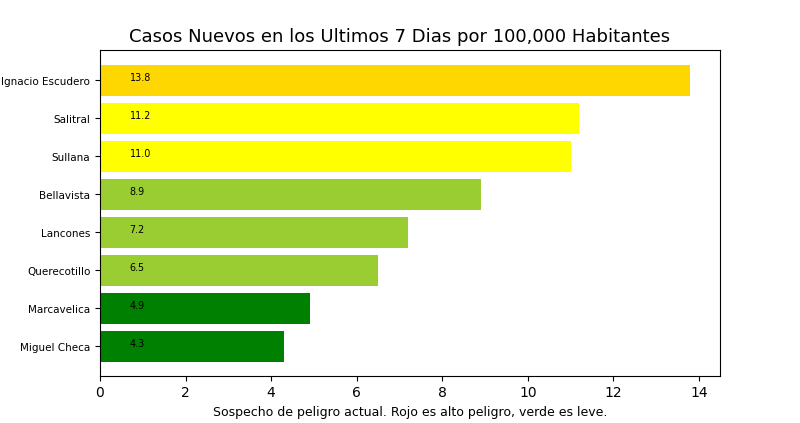 Casos Nuevos en los Ultimos 7 Dias por 100,000 Habitantes
Ignacio Escudero 13.8
Salitral 11.2
Sullana 11.0
Bellavista 8.9
Lancones 7.2
Querecotillo 6.5
Marcavelica 4.9
Miguel Checa 4.3
0 2 4 6 8 10 12 14
Sospecho de peligro actual. Rojo es alto peligro, verde es leve.